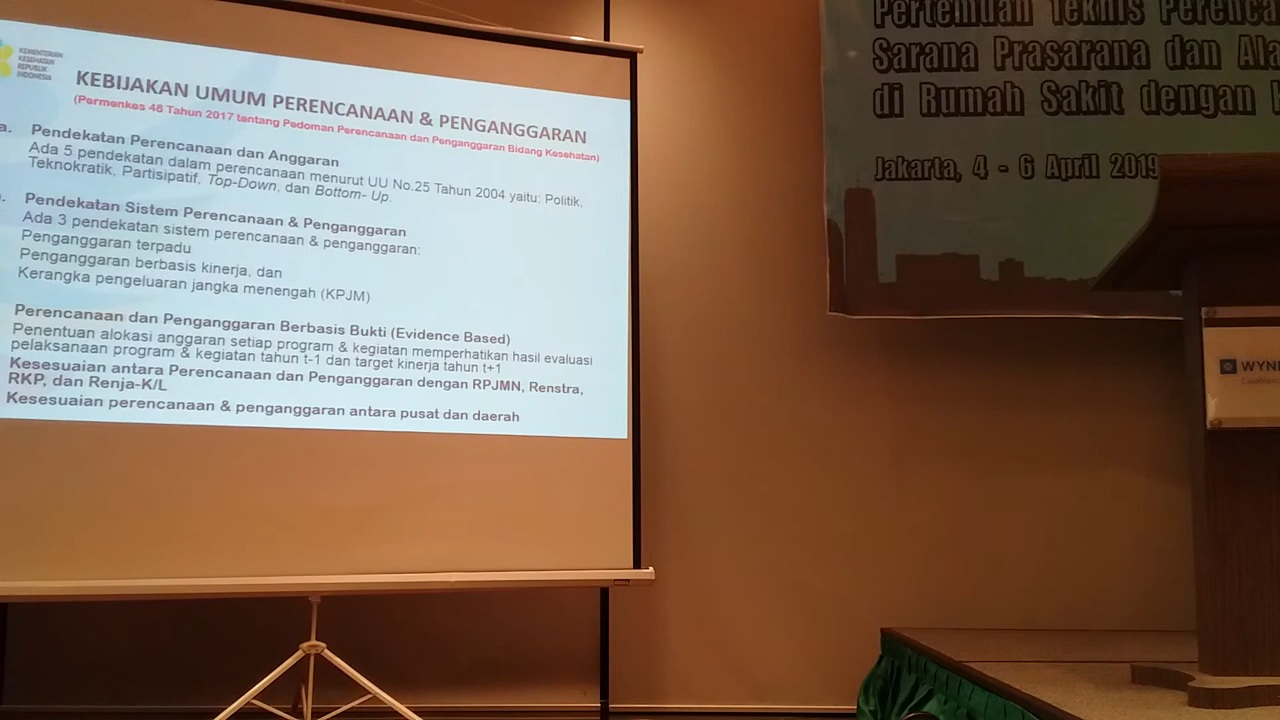 KEMENTERIAN
KESEHATAN
REPUBLIK
INDONESIA
KEBIJAKAN UMUM PERENCANAAN & PENGANGGARAN
(Permenkes 48 Tahun 2017 tentang Pedoman Perencanaan dan Penganggaran Bidang Kesehatan)
a. Pendekatan Perencanaan dan Anggaran
Ada 5 pendekatan dalam perencanaan menurut UU No.25 Tahun 2004 yaitu: Politik,
Teknokratik, Partisipatif, Top-Down, dan Bottom- Up.
Pendekatan Sistem Perencanaan & Penganggaran
Ada 3 pendekatan sistem perencanaan & penganggaran:
Penganggaran terpadu
Penganggaran berbasis kinerja, dan
Kerangka pengeluaran jangka menengah (KPJM)
Perencanaan dan Penganggaran Berbasis Bukti (Evidence Based)
Penentuan alokasi anggaran setiap program & kegiatan memperhatikan hasil evaluasi
pelaksanaan program & kegiatan tahun t-1 dan target kinerja tahun t+1
Kesesuaian antara Perencanaan dan Penganggaran dengan RPJMN, Renstra,
RKP, dan Renja-K/L
Kesesuaian perencanaan & penganggaran antara pusat dan daerah
Pertemuan Teknis Perenca
Sarana Prasarana dan Ala
di Rumah Sakit dengan
Jakarta, 4 - 6 April 2019
WYN